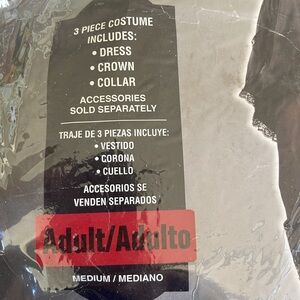 3 PIECE COSTUME
INCLUDES:
• DRESS
• CROWN
• COLLAR
ACCESSORIES
SOLD SEPARATELY
TRAJE DE 3 PIEZAS INCLUYE:
• VESTIDO
• CORONA
• CUELLO
ACCESORIOS SE
VENDEN SEPARADOS
Adult/Adulto
MEDIUM / MEDIANO